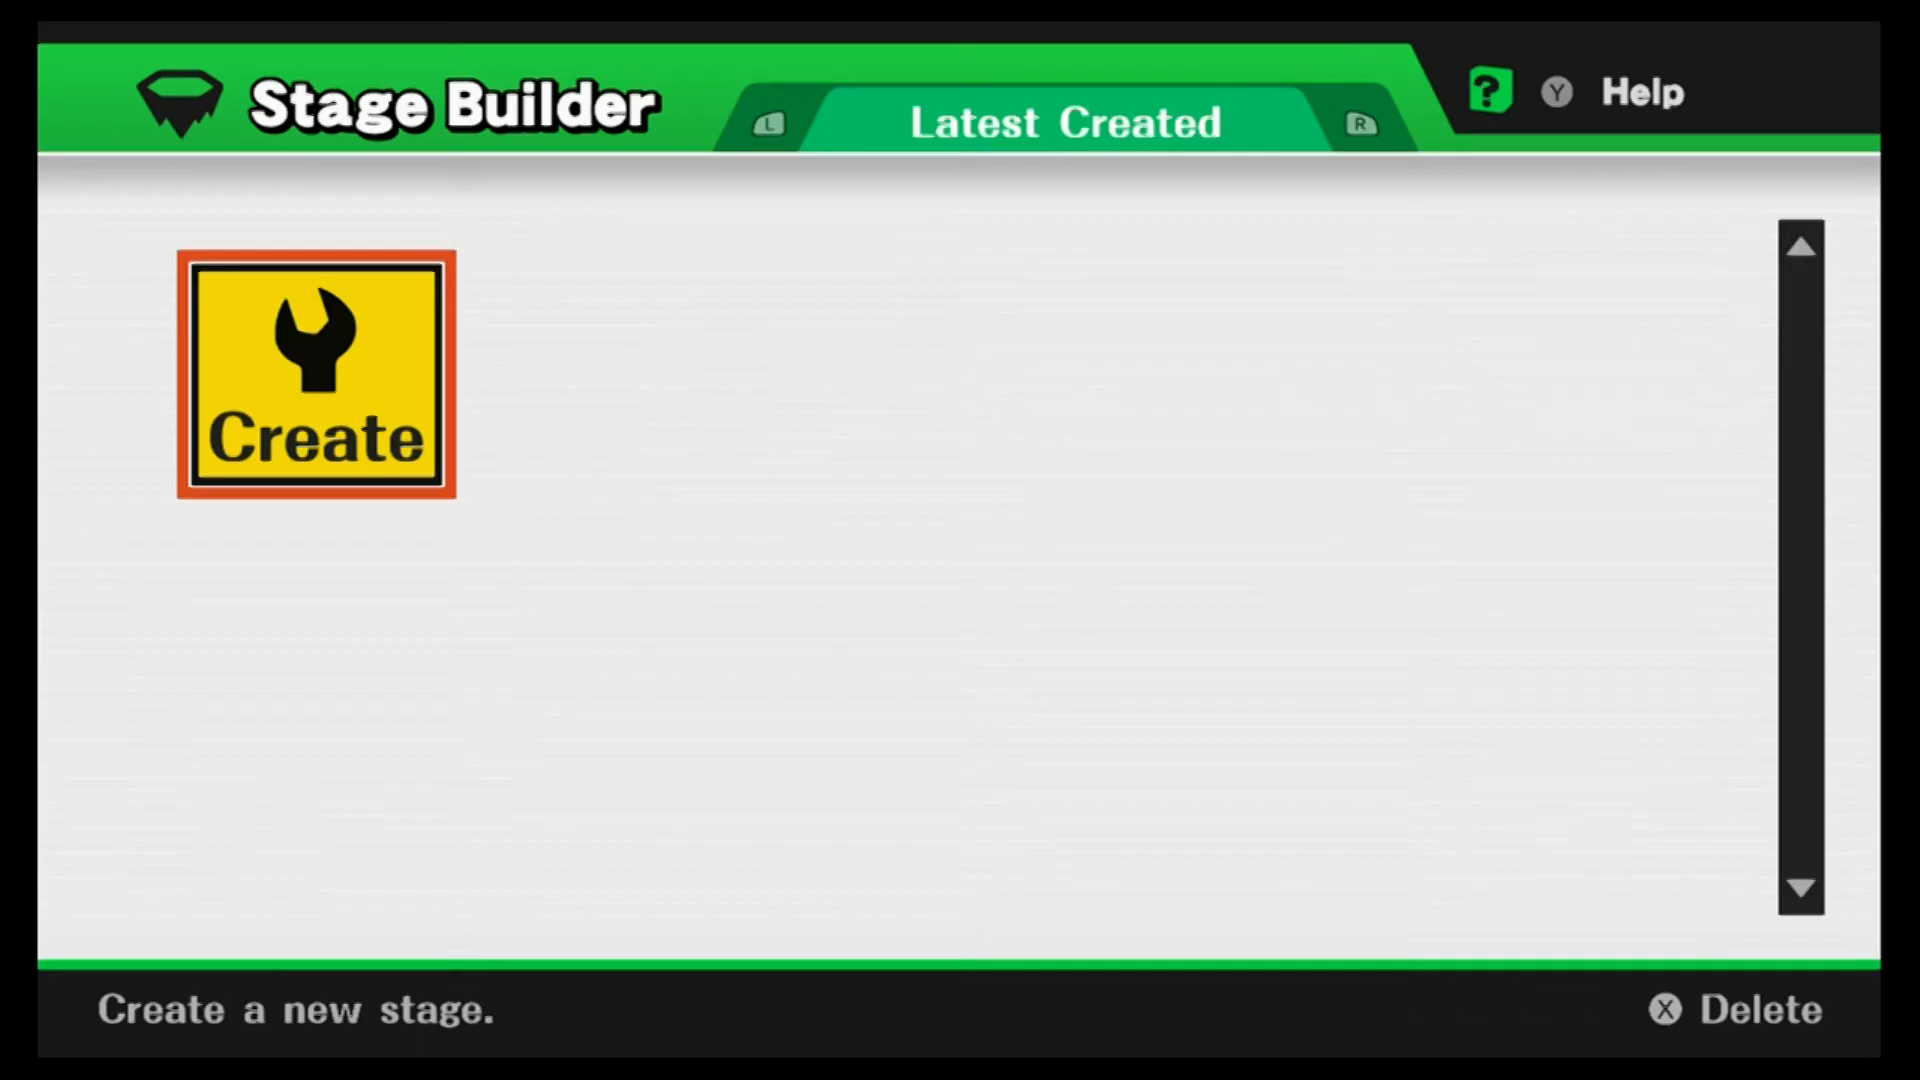 Stage Builder
L
Latest Created
R
?
Y Help
Create
Create a new stage.
X Delete